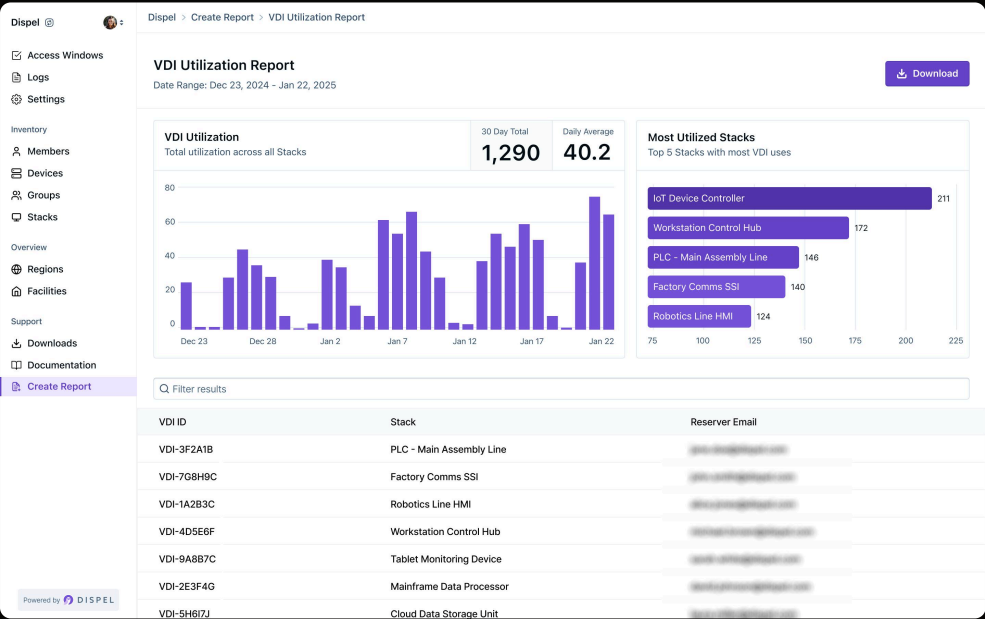 Dispel
Dispel > Create Report > VDI Utilization Report
Access Windows
Logs
Settings
Inventory
Members
Devices
Groups
Stacks
Overview
Regions
Facilities
Support
Downloads
Documentation
Create Report
Powered by DISPEL
VDI Utilization Report
Date Range: Dec 23, 2024 - Jan 22, 2025
Download
VDI Utilization
Total utilization across all Stacks
30 Day Total
1,290
Daily Average
40.2
80
60
40
20
0
Dec 23 Dec 28 Jan 2 Jan 7 Jan 12 Jan 17 Jan 22
Most Utilized Stacks
Top 5 Stacks with most VDI uses
IoT Device Controller 211
Workstation Control Hub 172
PLC - Main Assembly Line 146
Factory Comms SSI 140
Robotics Line HMI 124
75 100 125 150 175 200 225
Filter results
VDI ID Stack Reserver Email
VDI-3F2A1B PLC - Main Assembly Line
VDI-7G8H9C Factory Comms SSI
VDI-1A2B3C Robotics Line HMI
VDI-4D5E6F Workstation Control Hub
VDI-9A8B7C Tablet Monitoring Device
VDI-2E3F4G Mainframe Data Processor
VDI-5H6I7J Cloud Data Storage Unit